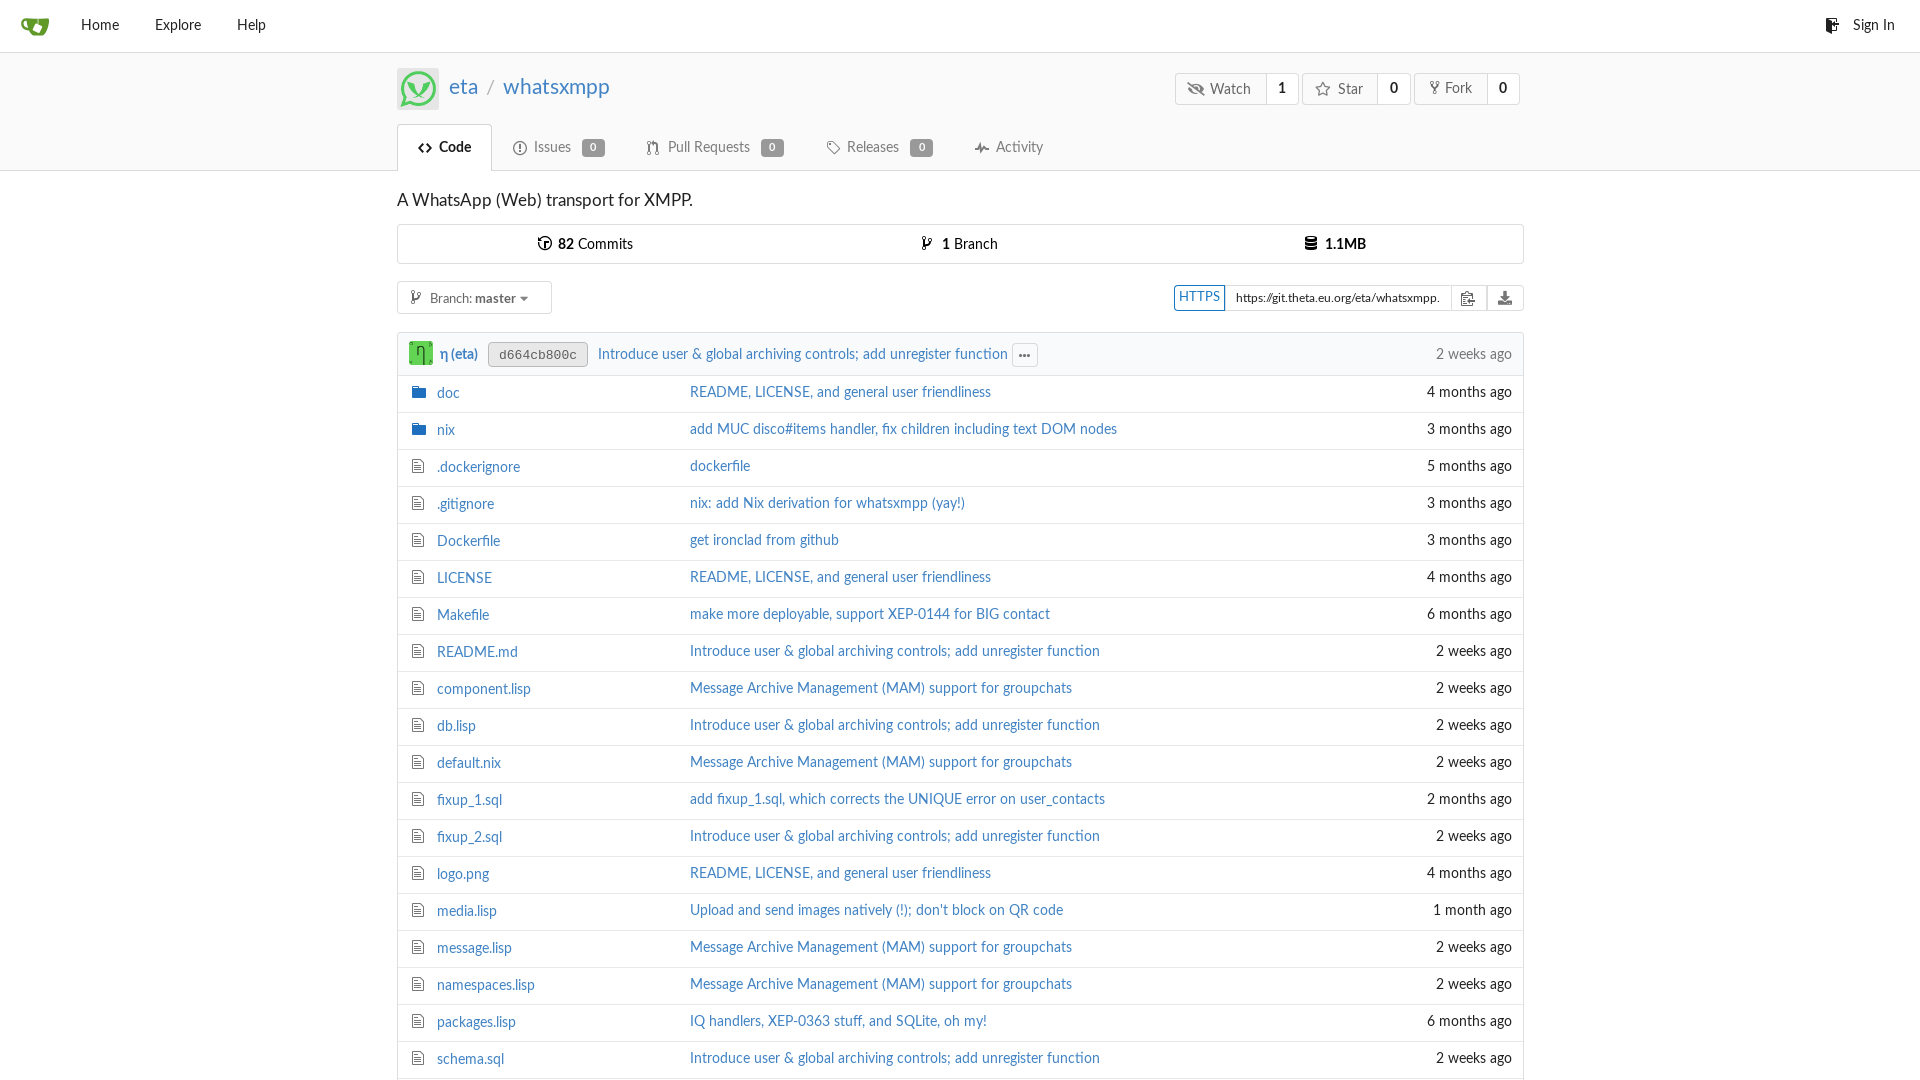 Home Explore Help Sign In
eta / whatsxmpp Watch 1 Star 0 Fork 0
Code Issues 0 Pull Requests 0 Releases 0 Activity
A WhatsApp (Web) transport for XMPP.
82 Commits 1 Branch 1.1MB
Branch: master HTTPS https://git.theta.eu.org/eta/whatsxmpp.
η (eta) d664cb800c Introduce user & global archiving controls; add unregister function ... 2 weeks ago
doc README, LICENSE, and general user friendliness 4 months ago
nix add MUC disco#items handler, fix children including text DOM nodes 3 months ago
.dockerignore dockerfile 5 months ago
.gitignore nix: add Nix derivation for whatsxmpp (yay!) 3 months ago
Dockerfile get ironclad from github 3 months ago
LICENSE README, LICENSE, and general user friendliness 4 months ago
Makefile make more deployable, support XEP-0144 for BIG contact 6 months ago
README.md Introduce user & global archiving controls; add unregister function 2 weeks ago
component.lisp Message Archive Management (MAM) support for groupchats 2 weeks ago
db.lisp Introduce user & global archiving controls; add unregister function 2 weeks ago
default.nix Message Archive Management (MAM) support for groupchats 2 weeks ago
fixup_1.sql add fixup_1.sql, which corrects the UNIQUE error on user_contacts 2 months ago
fixup_2.sql Introduce user & global archiving controls; add unregister function 2 weeks ago
logo.png README, LICENSE, and general user friendliness 4 months ago
media.lisp Upload and send images natively (!); don't block on QR code 1 month ago
message.lisp Message Archive Management (MAM) support for groupchats 2 weeks ago
namespaces.lisp Message Archive Management (MAM) support for groupchats 2 weeks ago
packages.lisp IQ handlers, XEP-0363 stuff, and SQLite, oh my! 6 months ago
schema.sql Introduce user & global archiving controls; add unregister function 2 weeks ago